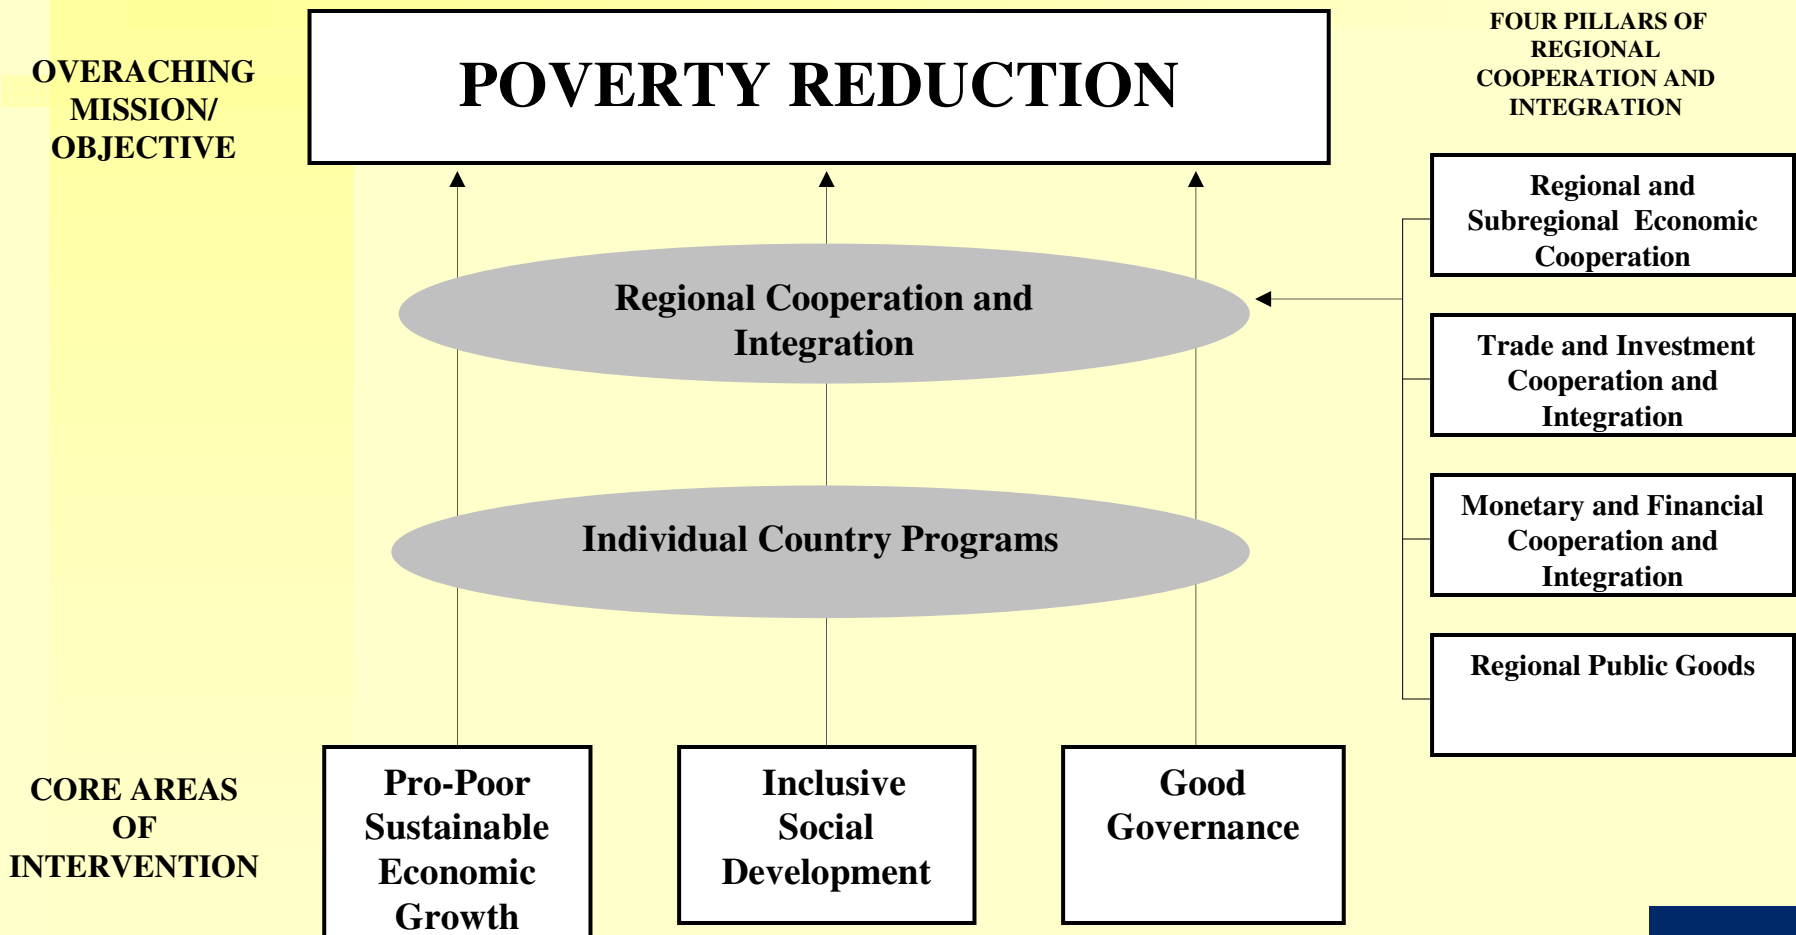 OVERACHING
MISSION/
OBJECTIVE
POVERTY REDUCTION
FOUR PILLARS OF
REGIONAL
COOPERATION AND
INTEGRATION
Regional and
Subregional Economic
Cooperation
Regional Cooperation and
Integration
Trade and Investment
Cooperation and
Integration
Individual Country Programs
Monetary and Financial
Cooperation and
Integration
Regional Public Goods
CORE AREAS
OF
INTERVENTION
Pro-Poor
Sustainable
Economic
Growth
Inclusive
Social
Development
Good
Governance